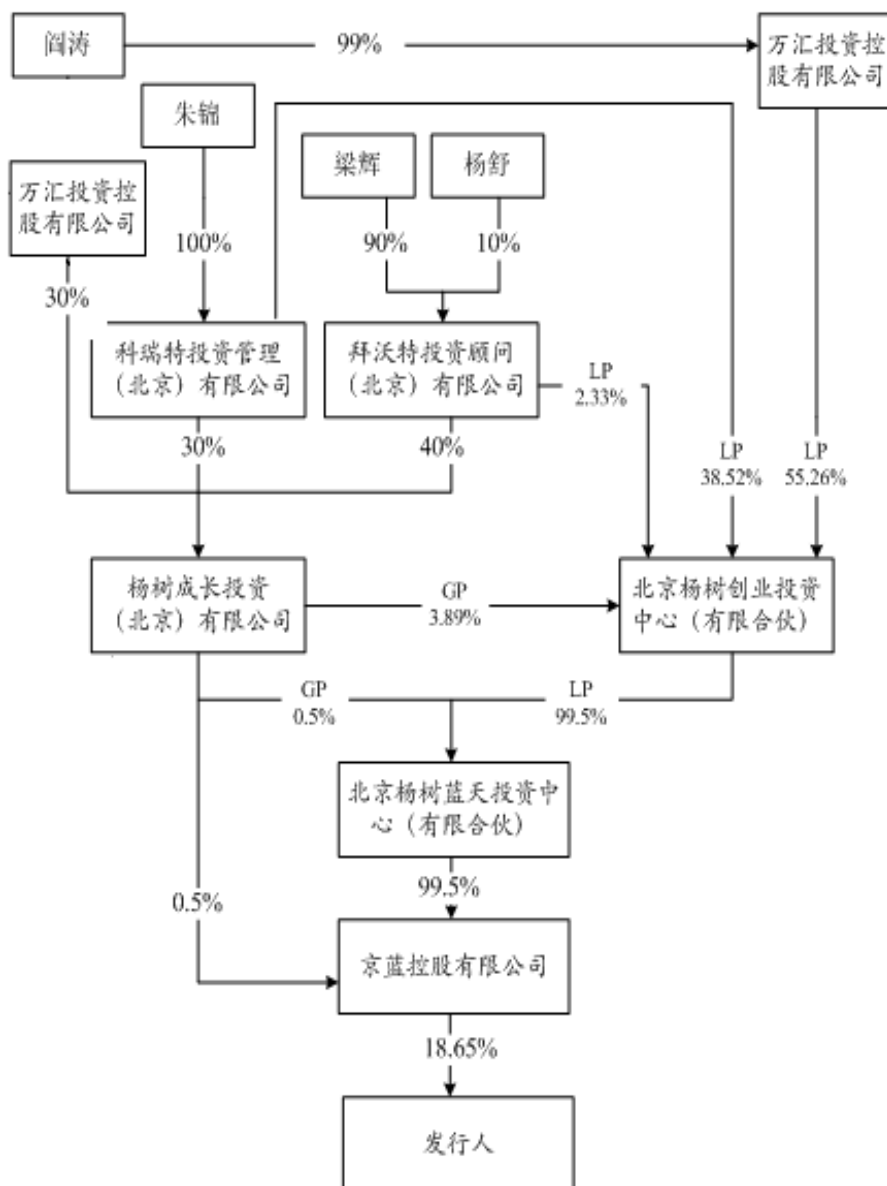 阎涛
99%
万汇投资控
股有限公司
朱锦
梁辉
杨舒
万汇投资控
股有限公司
100%
90%
10%
30%
科瑞特投资管理
（北京）有限公司
拜沃特投资顾问
（北京）有限公司
LP
2.33%
30%
40%
LP
38.52%
LP
55.26%
杨树成长投资
（北京）有限公司
GP
3.89%
北京杨树创业投资
中心（有限合伙）
GP
0.5%
LP
99.5%
北京杨树蓝天投资中
心（有限合伙）
0.5%
99.5%
京蓝控股有限公司
18.65%
发行人